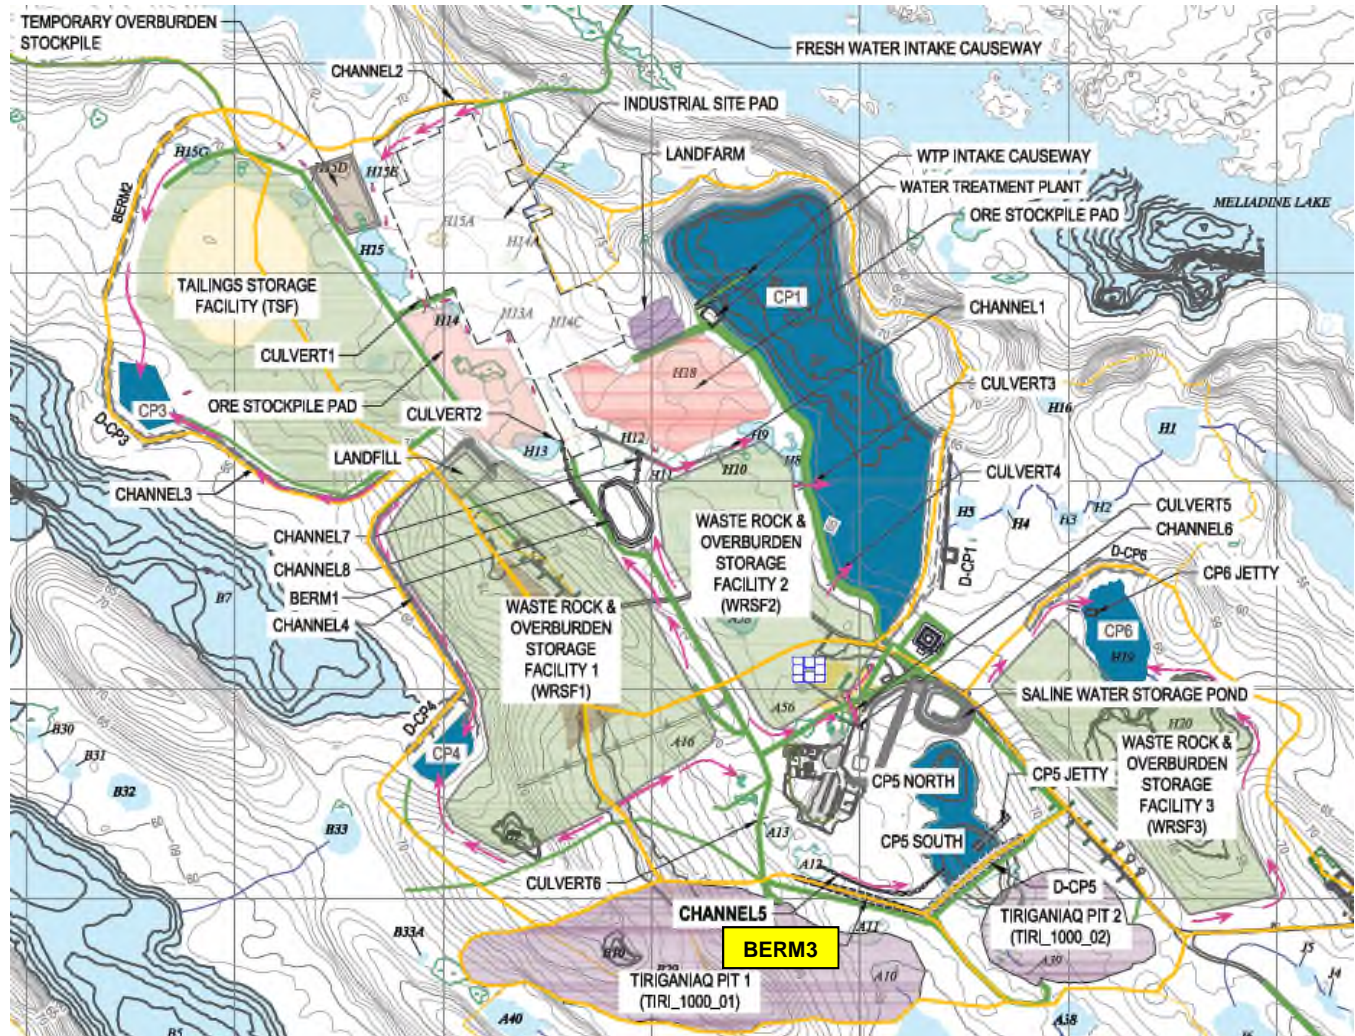 TEMPORARY OVERBURDEN
STOCKPILE
FRESH WATER INTAKE CAUSEWAY
CHANNEL2
INDUSTRIAL SITE PAD
LANDFARM
WTP INTAKE CAUSEWAY
WATER TREATMENT PLANT
ORE STOCKPILE PAD
MELIADINE LAKE
H15G
H15D
H15E
BERM2
H15A
H14A
H15
TAILINGS STORAGE
FACILITY (TSF)
CP1
CHANNEL1
H14
H13A
H14C
CULVERT1
H18
CULVERT3
CP3
ORE STOCKPILE PAD
CULVERT2
H16
D-CP3
H12
H9
H1
LANDFILL
H13
H11
H10
H8
CULVERT4
CHANNEL3
CULVERT5
H5
H4
H3
H2
CHANNEL6
CHANNEL7
WASTE ROCK &
OVERBURDEN
STORAGE
FACILITY 2
(WRSF2)
D-CP1
D-CP6
CHANNEL8
CP6 JETTY
BERM1
B7
CHANNEL4
WASTE ROCK &
OVERBURDEN
STORAGE
FACILITY 1
(WRSF1)
A58
CP6
H19
SALINE WATER STORAGE POND
D-CP4
A56
H20
B30
CP4
A16
WASTE ROCK &
OVERBURDEN
STORAGE
FACILITY 3
(WRSF3)
B31
CP5 NORTH
CP5 JETTY
B32
B33
A13
CP5 SOUTH
A12
CULVERT6
D-CP5
CHANNEL5
TIRIGANIAQ PIT 2
(TIRI_1000_02)
A11
B33A
BERM3
B10
A39
J5
TIRIGANIAQ PIT 1
(TIRI_1000_01)
A10
J4
B5
A40
A38